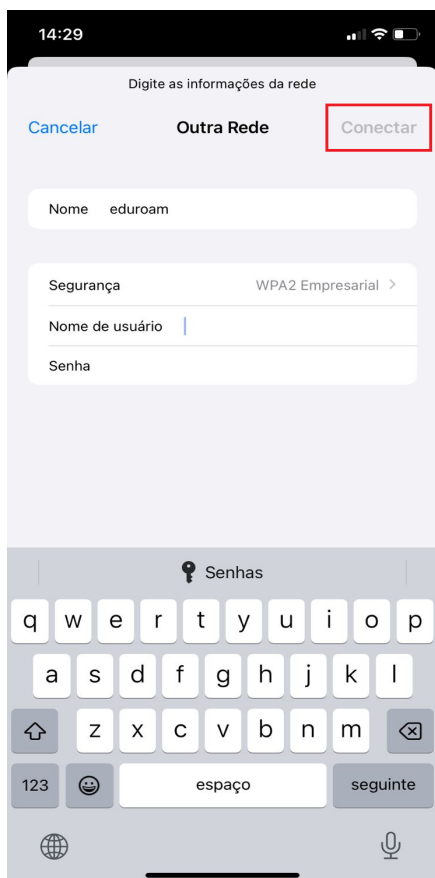 14:29
Digite as informações da rede
Cancelar Outra Rede Conectar
Nome eduroam
Segurança WPA2 Empresarial
Nome de usuário
Senha
Senhas
q w e r t y u i o p
a s d f g h j k l
z x c v b n m
123 espaço seguinte